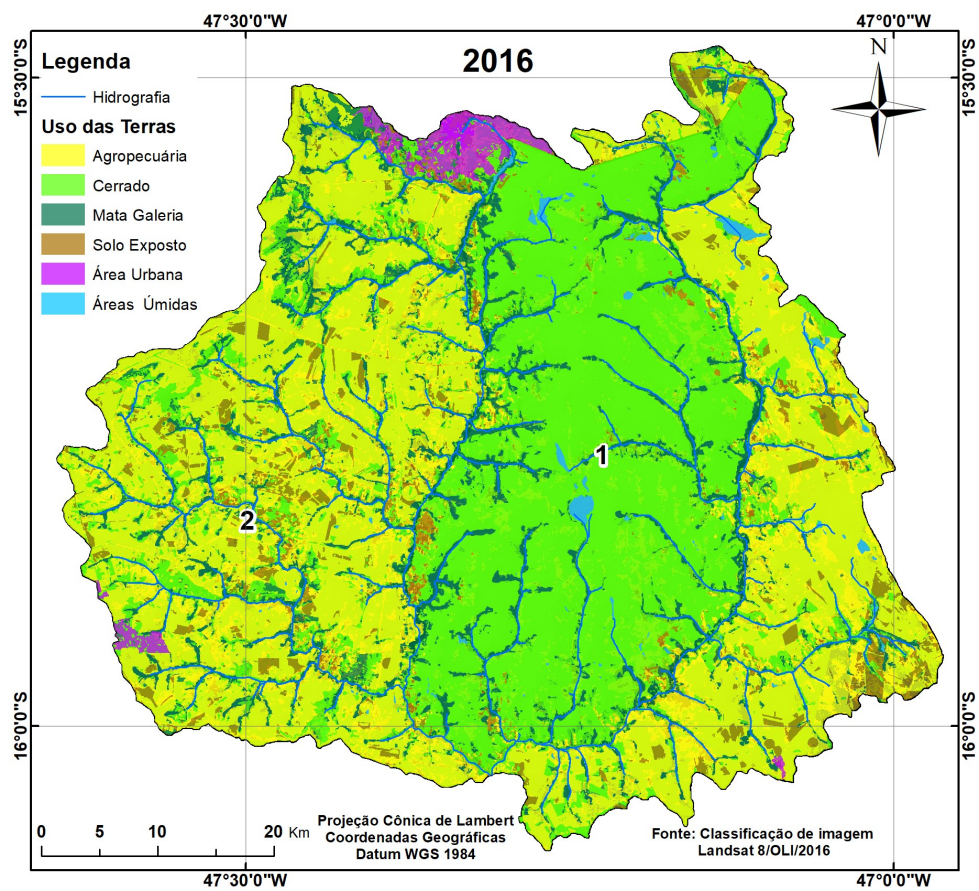 47°30'0"W
47°0'0"W
15°30'0"S
15°30'0"S
2016
N
Legenda
Hidrografia
Uso das Terras
Agropecuária
Cerrado
Mata Galeria
Solo Exposto
Área Urbana
Áreas Úmidas
1
2
16°0'0"S
16°0'0"S
0 5 10 20 Km
Projeção Cônica de Lambert
Coordenadas Geográficas
Datum WGS 1984
Fonte: Classificação de imagem
Landsat 8/OLI/2016
47°30'0"W
47°0'0"W